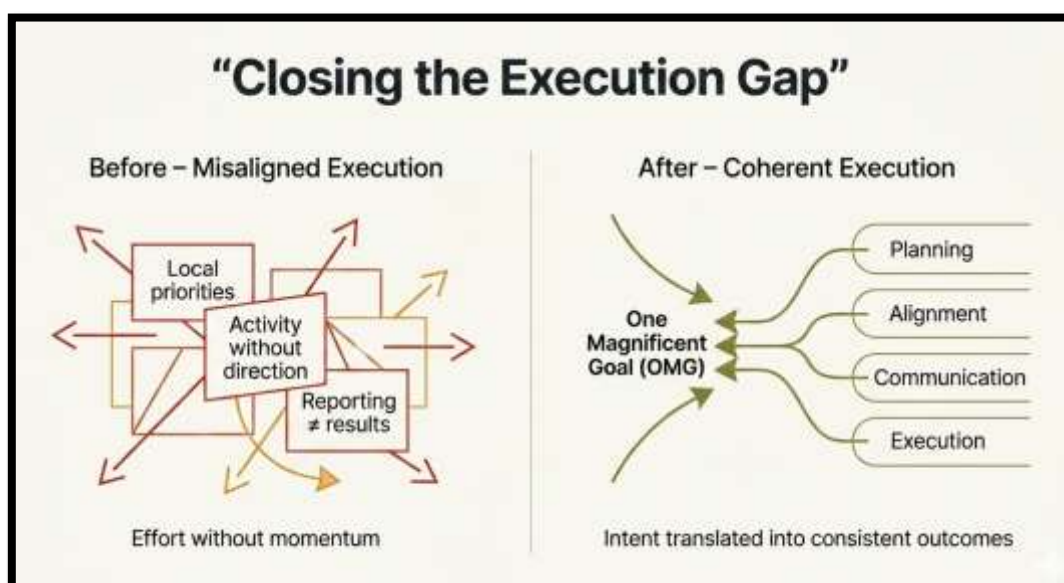 “Closing the Execution Gap”
Before – Misaligned Execution
Local
priorities
Activity
without
direction
Reporting
≠ results
Effort without momentum
After – Coherent Execution
One
Magnificent
Goal (OMG)
Planning
Alignment
Communication
Execution
Intent translated into consistent outcomes